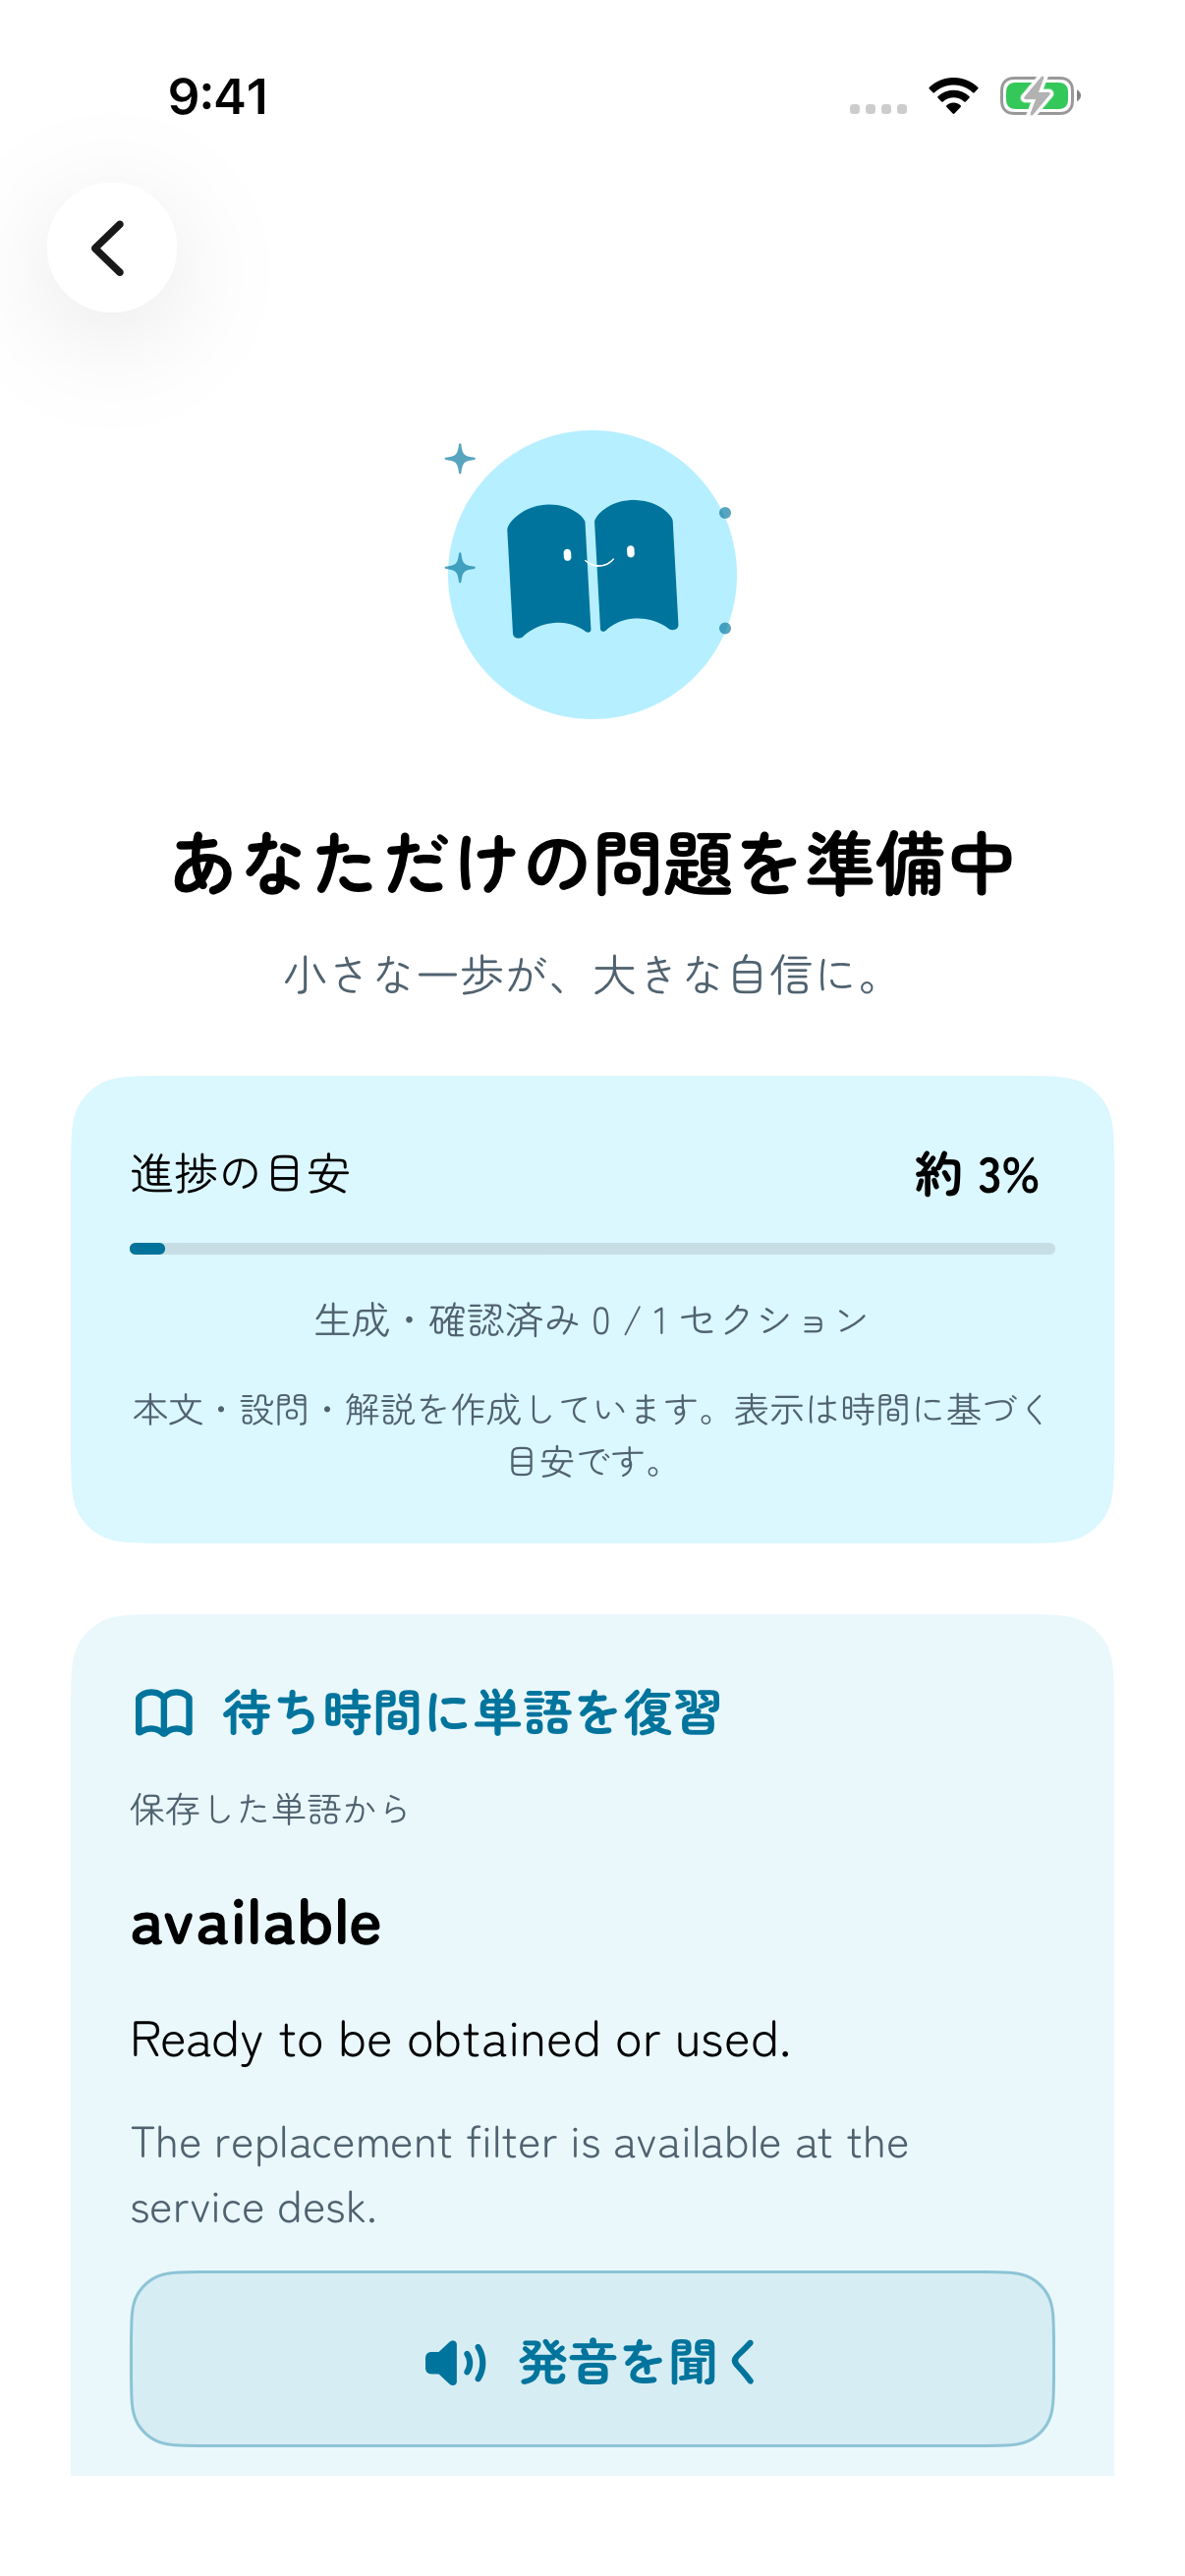 9:41
あなただけの問題を準備中
小さな一歩が、大きな自信に。
進捗の目安
約 3%
生成・確認済み 0 / 1 セクション
本文・設問・解説を作成しています。表示は時間に基づく
目安です。
待ち時間に単語を復習
保存した単語から
available
Ready to be obtained or used.
The replacement filter is available at the
service desk.
発音を聞く